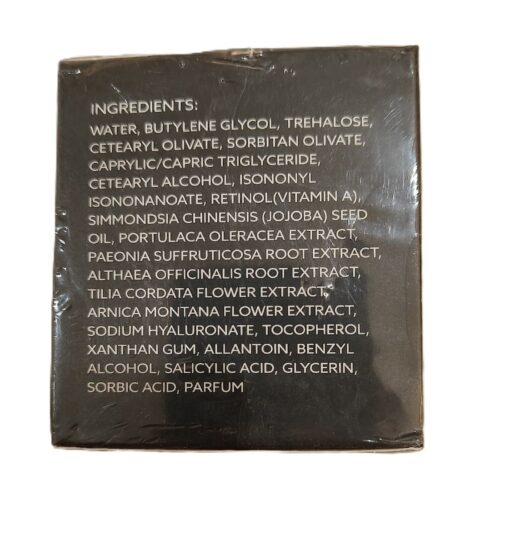 INGREDIENTS:
WATER, BUTYLENE GLYCOL, TREHALOSE,
CETEARYL OLIVATE, SORBITAN OLIVATE,
CAPRYLIC/CAPRIC TRIGLYCERIDE,
CETEARYL ALCOHOL, ISONONYL
ISONONANOATE, RETINOL(VITAMIN A),
SIMMONDSIA CHINENSIS (JOJOBA) SEED
OIL, PORTULACA OLERACEA EXTRACT,
PAEONIA SUFFRUTICOSA ROOT EXTRACT,
ALTHAEA OFFICINALIS ROOT EXTRACT,
TILIA CORDATA FLOWER EXTRACT,
ARNICA MONTANA FLOWER EXTRACT,
SODIUM HYALURONATE, TOCOPHEROL,
XANTHAN GUM, ALLANTOIN, BENZYL
ALCOHOL, SALICYLIC ACID, GLYCERIN,
SORBIC ACID, PARFUM